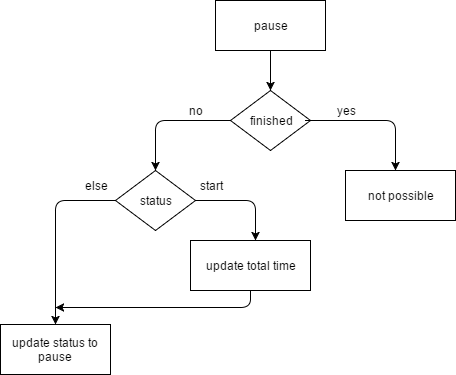 pause
finished
no
yes
else
status
start
not possible
update total time
update status to
pause